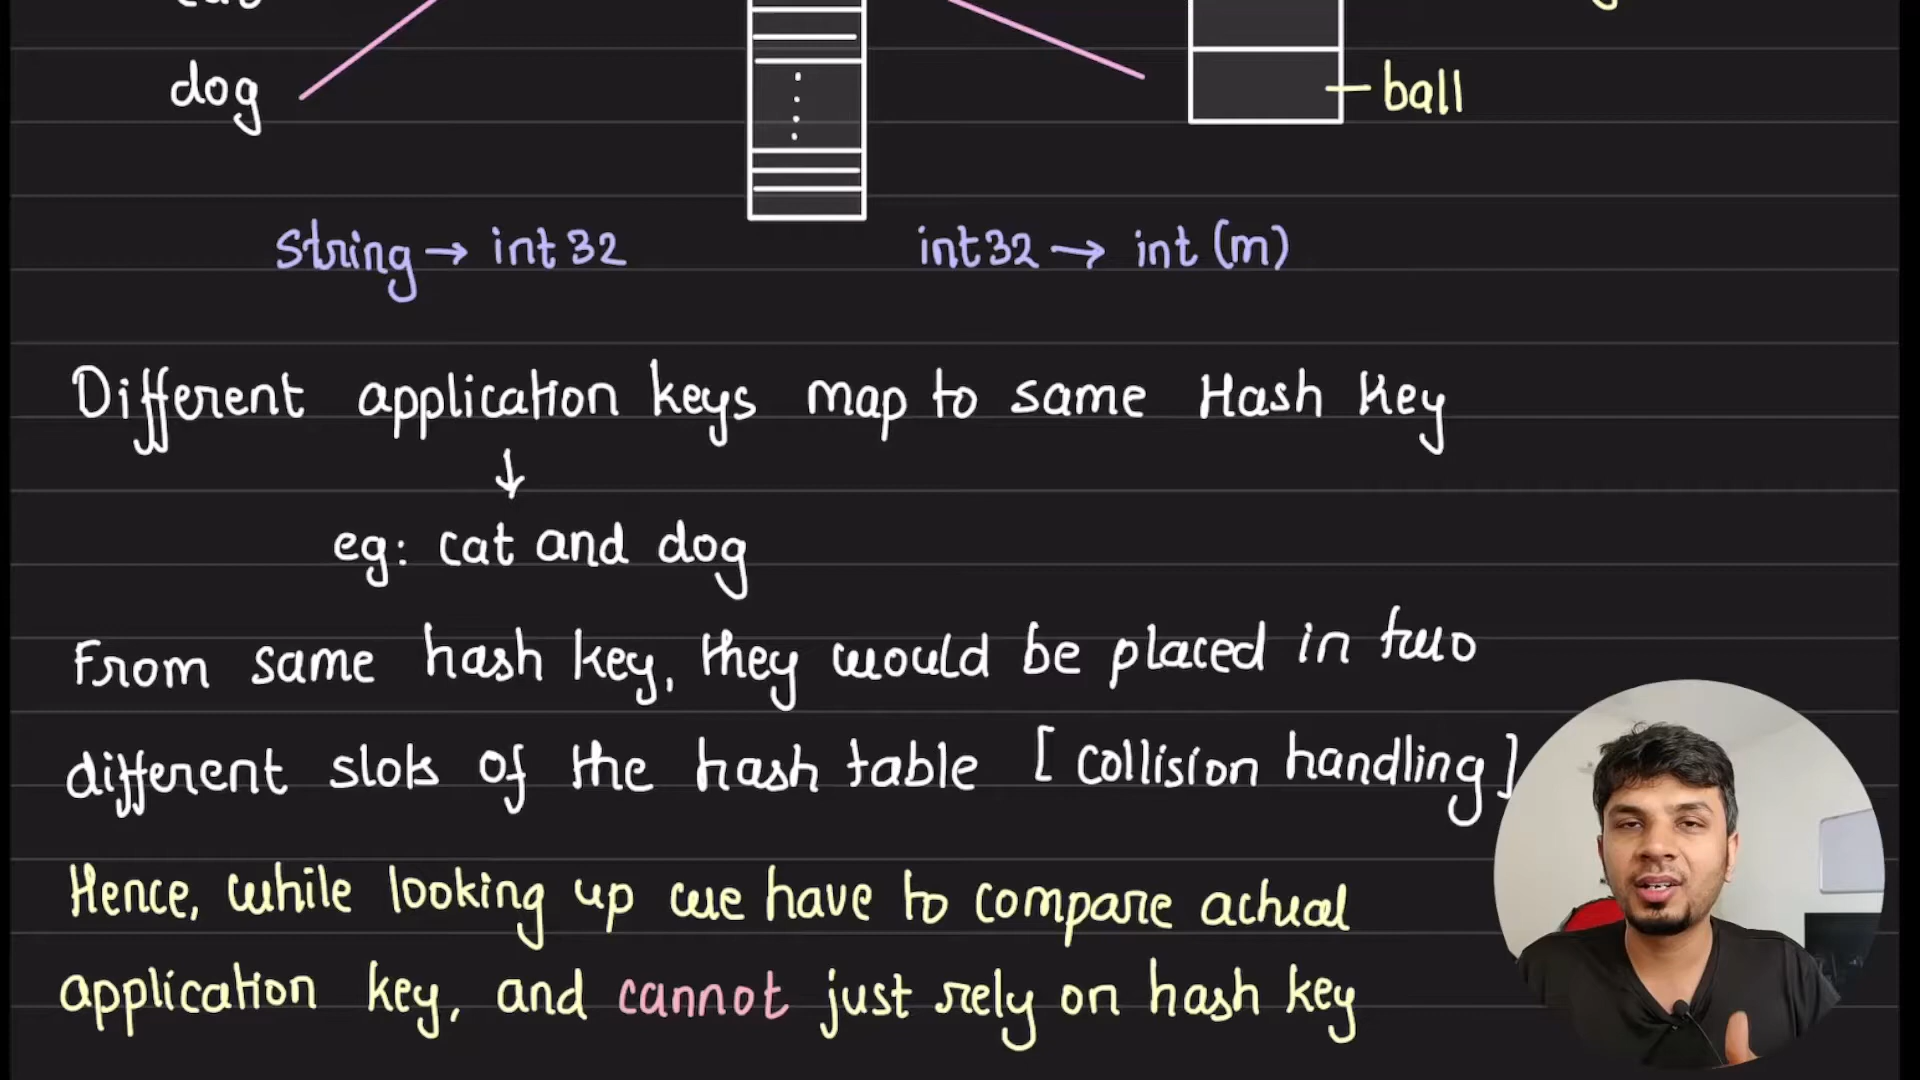 dog
ball
String → int32
int32 → int (m)
Different application keys map to same Hash Key
↓
eg: cat and dog
From same hash key, they would be placed in two
different slots of the hash table [ Collision handling ]
Hence, while looking up we have to compare actual
application key, and cannot just rely on hash key